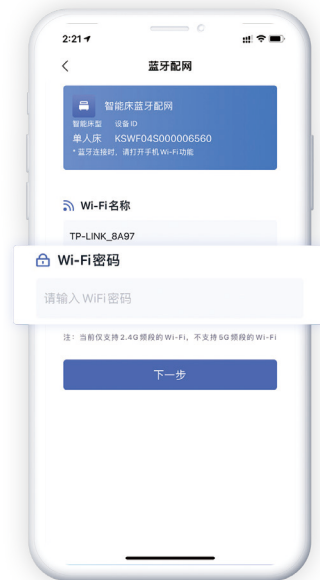 2:21
蓝牙配网
智能床蓝牙配网
智能床型 设备ID
单人床 KSWF04S000006560
*蓝牙连接时，请打开手机Wi-Fi功能
Wi-Fi名称
TP-LINK_8A97
Wi-Fi密码
请输入WiFi密码
注：当前仅支持2.4G频段的Wi-Fi，不支持5G频段的Wi-Fi
下一步